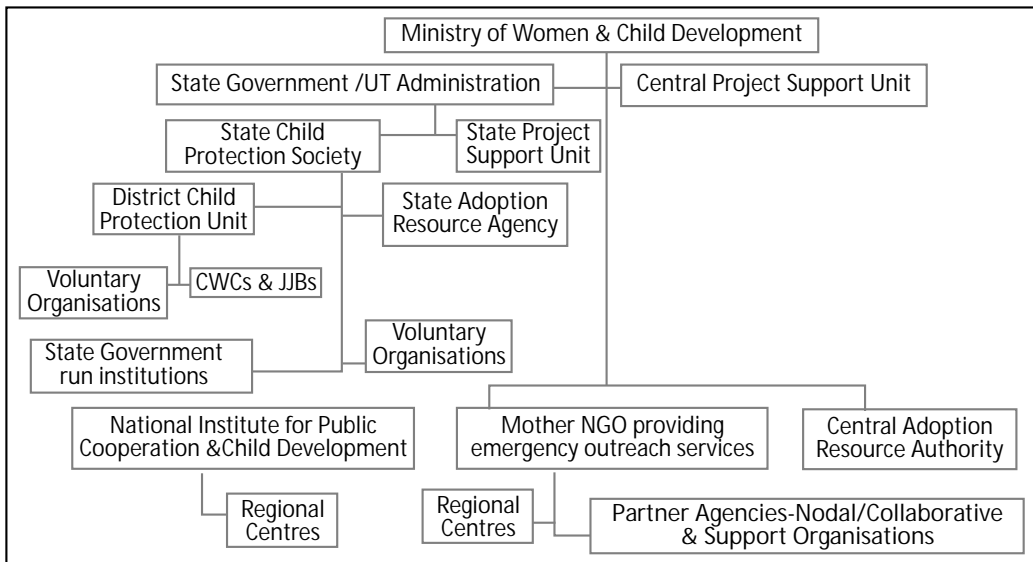 Ministry of Women & Child Development
State Government /UT Administration
Central Project Support Unit
State Child
Protection Society
State Project
Support Unit
District Child
Protection Unit
State Adoption
Resource Agency
Voluntary
Organisations
CWCs & JJBs
Voluntary
Organisations
State Government
run institutions
National Institute for Public
Cooperation &Child Development
Mother NGO providing
emergency outreach services
Central Adoption
Resource Authority
Regional
Centres
Regional
Centres
Partner Agencies-Nodal/Collaborative
& Support Organisations